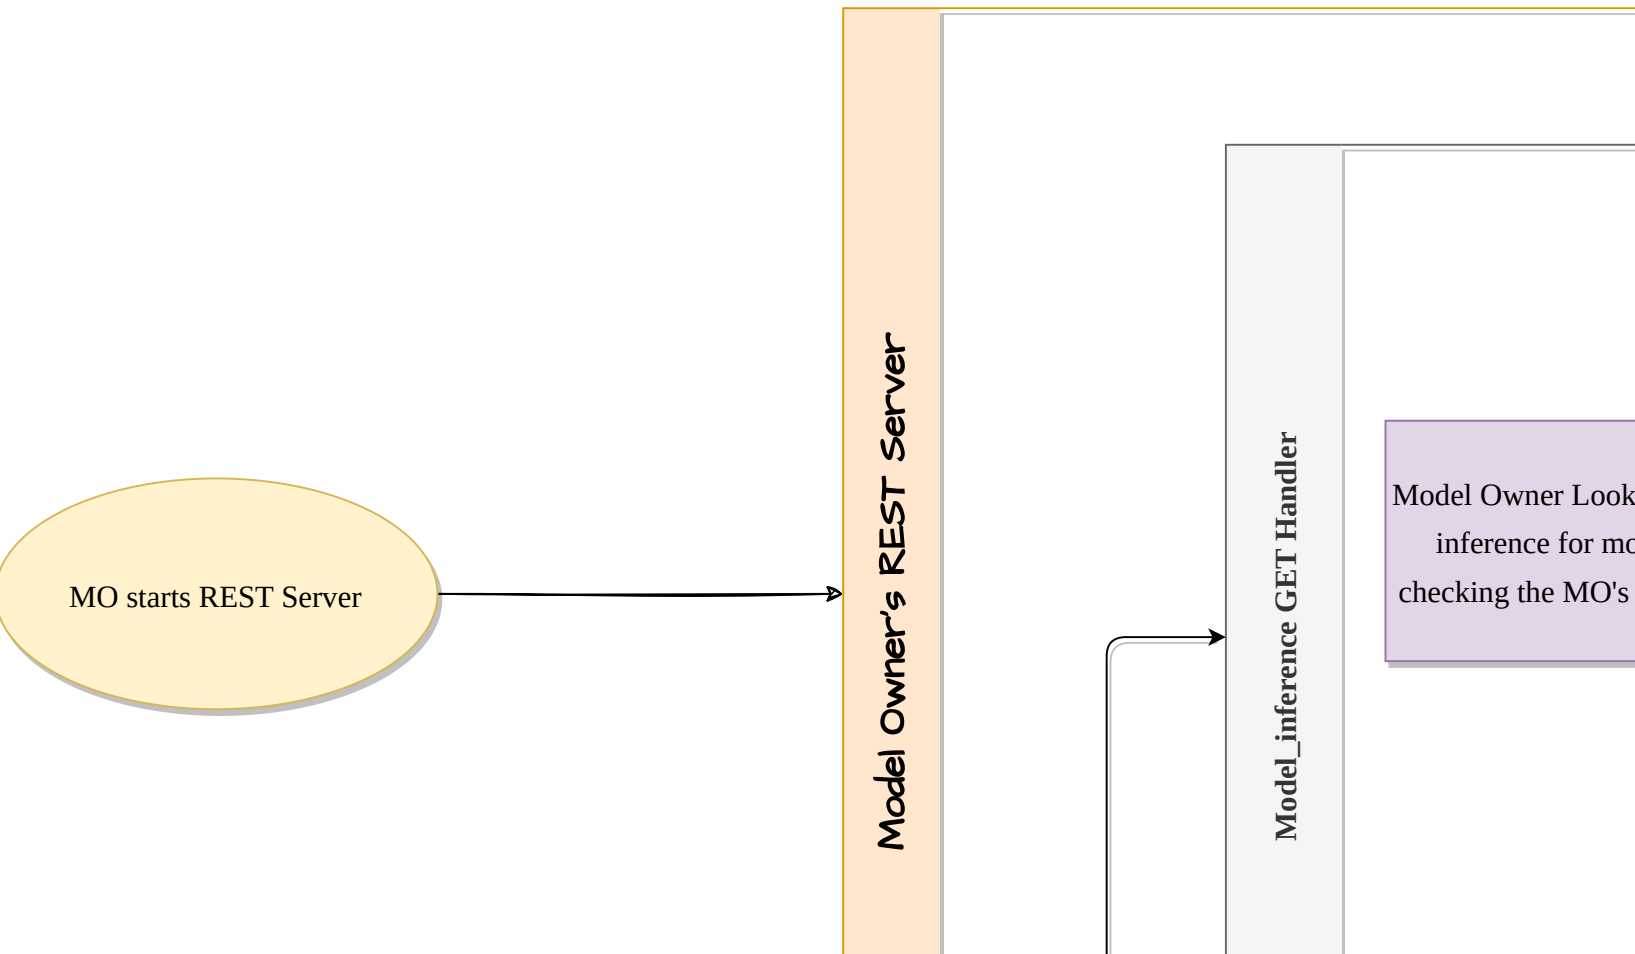 MO starts REST Server
Model Owner's REST Server
Model_inference GET Handler
Model Owner Look
inference for mo
checking the MO's